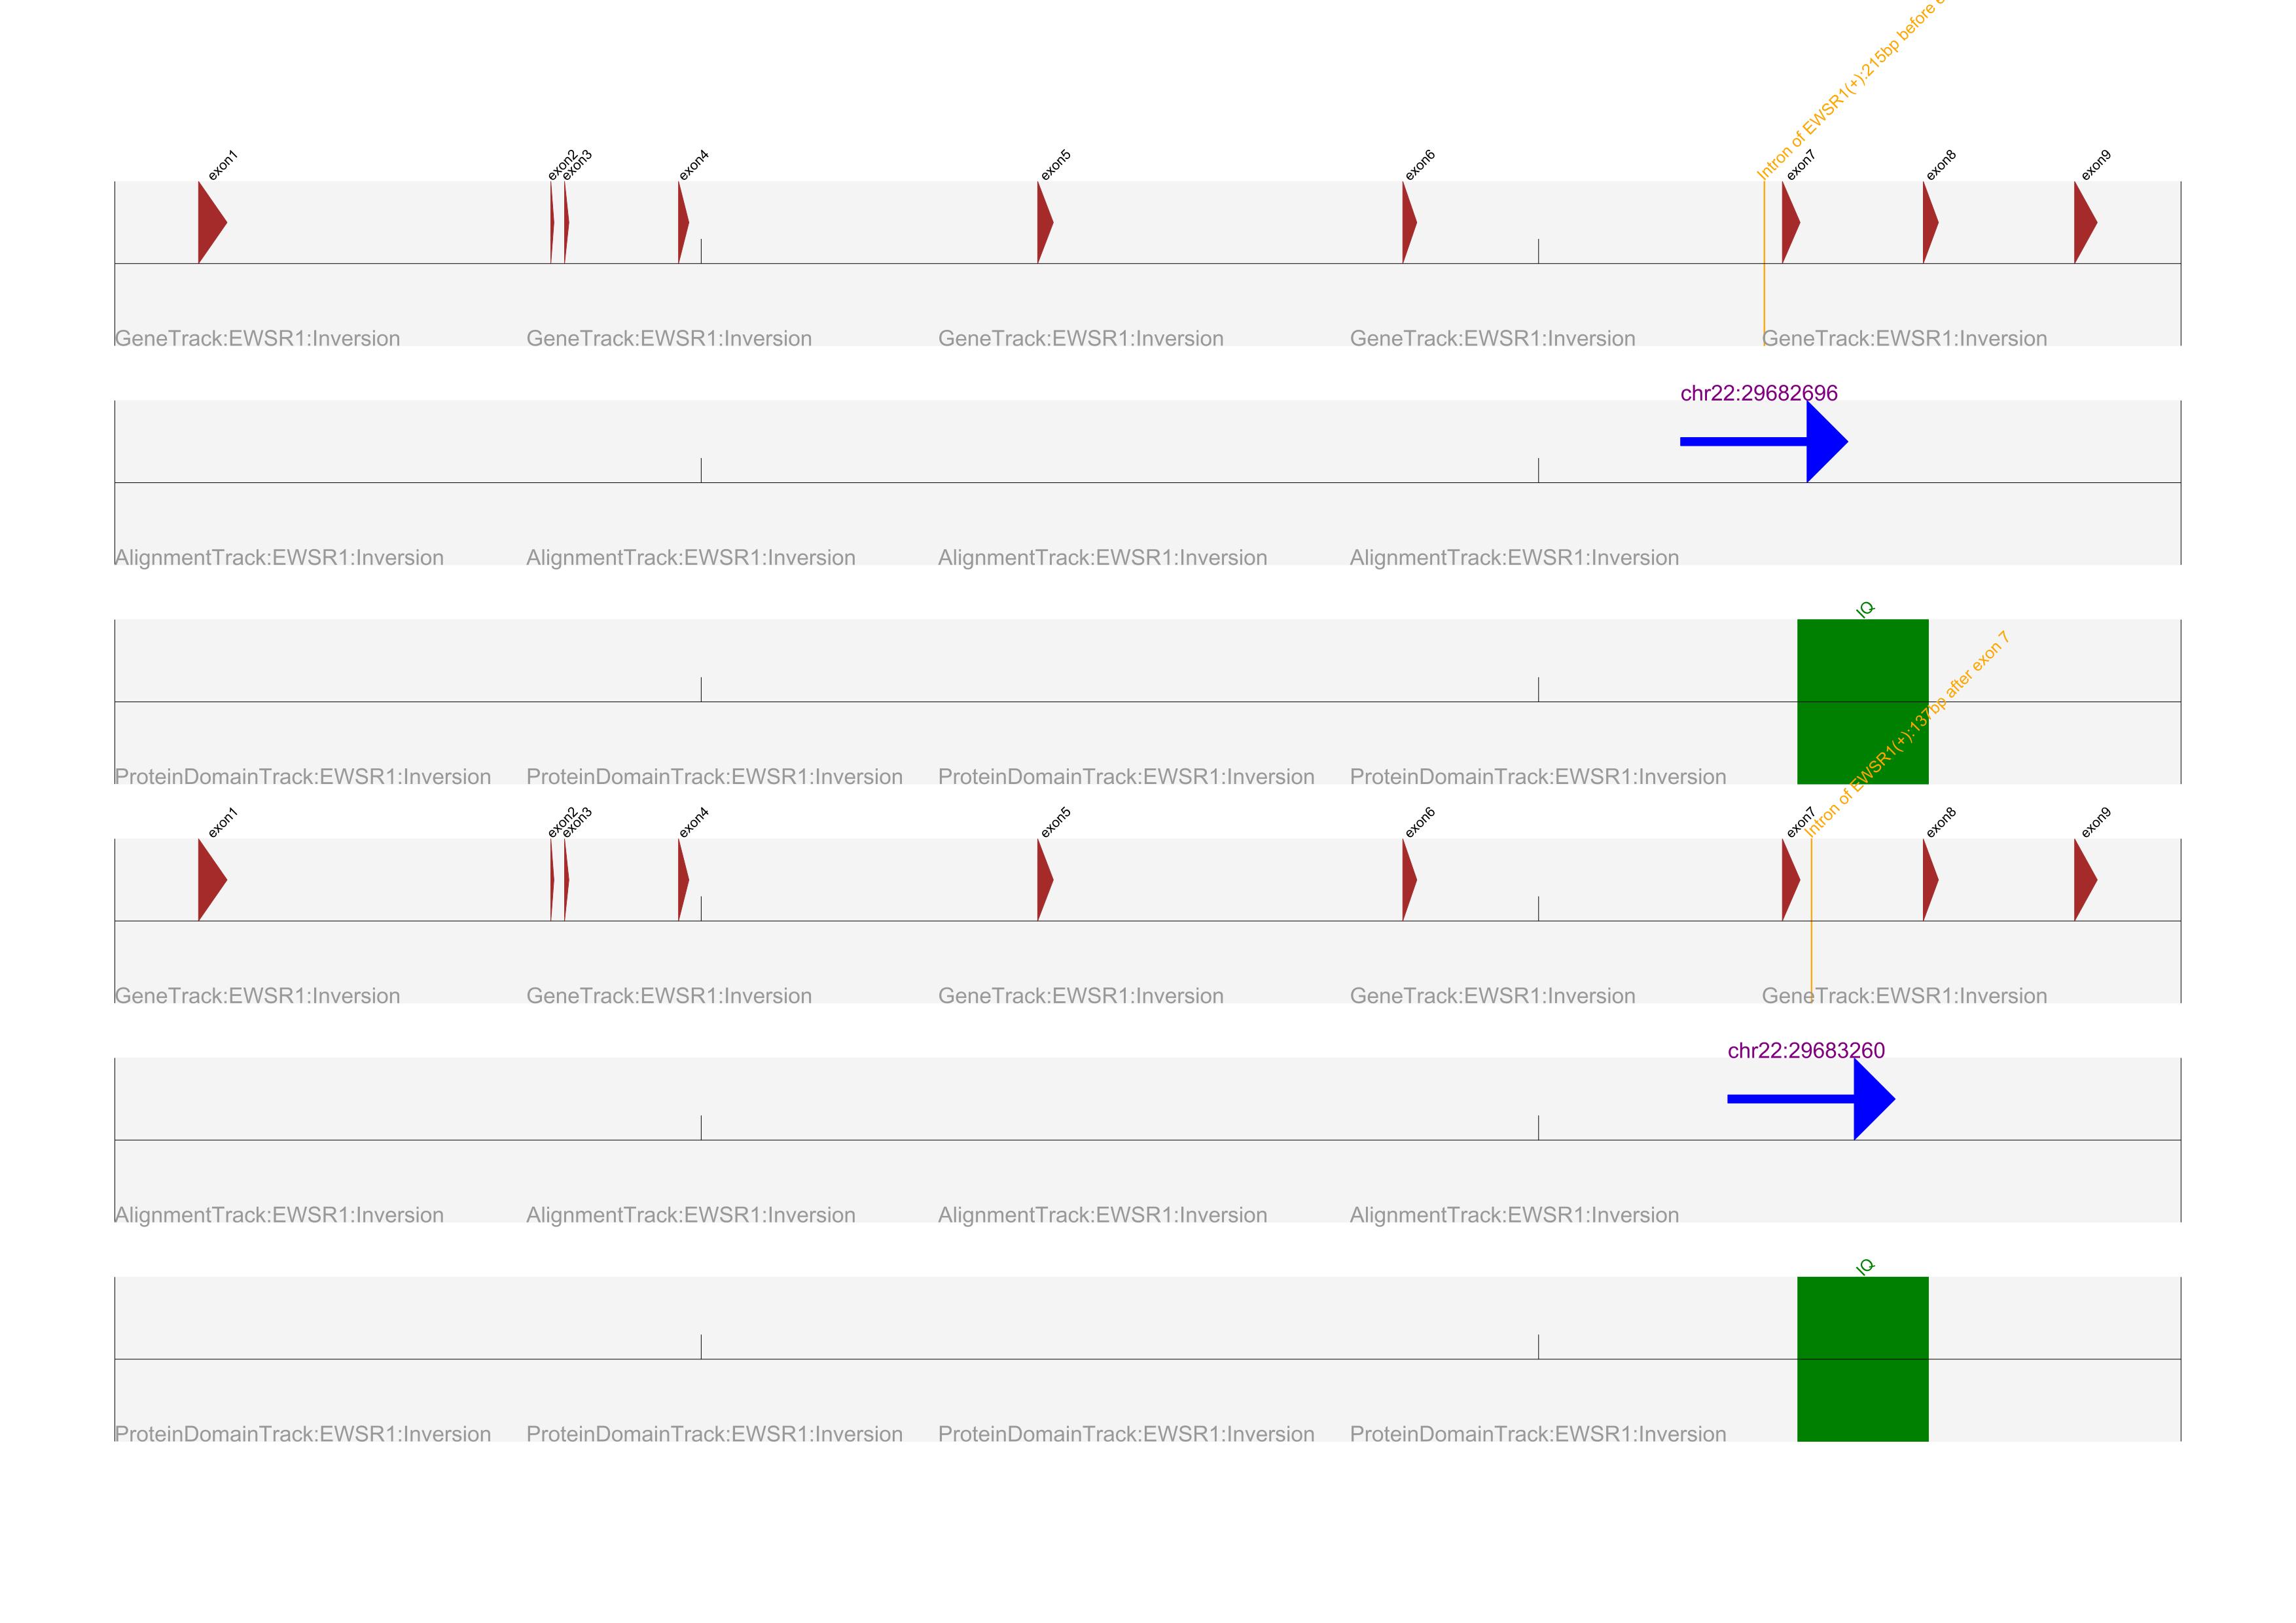 Intron of EWSR1(+):215bp before
exon1 exon2 exon3 exon4 exon5 exon6 exon7 exon8 exon9
GeneTrack:EWSR1:Inversion GeneTrack:EWSR1:Inversion GeneTrack:EWSR1:Inversion GeneTrack:EWSR1:Inversion GeneTrack:EWSR1:Inversion
chr22:29682696
AlignmentTrack:EWSR1:Inversion AlignmentTrack:EWSR1:Inversion AlignmentTrack:EWSR1:Inversion AlignmentTrack:EWSR1:Inversion
IQ
ProteinDomainTrack:EWSR1:Inversion ProteinDomainTrack:EWSR1:Inversion ProteinDomainTrack:EWSR1:Inversion ProteinDomainTrack:EWSR1:Inversion
Intron of EWSR1(+):137bp after exon 7
exon1 exon2 exon3 exon4 exon5 exon6 exon7 exon8 exon9
GeneTrack:EWSR1:Inversion GeneTrack:EWSR1:Inversion GeneTrack:EWSR1:Inversion GeneTrack:EWSR1:Inversion GeneTrack:EWSR1:Inversion
chr22:29683260
AlignmentTrack:EWSR1:Inversion AlignmentTrack:EWSR1:Inversion AlignmentTrack:EWSR1:Inversion AlignmentTrack:EWSR1:Inversion
IQ
ProteinDomainTrack:EWSR1:Inversion ProteinDomainTrack:EWSR1:Inversion ProteinDomainTrack:EWSR1:Inversion ProteinDomainTrack:EWSR1:Inversion